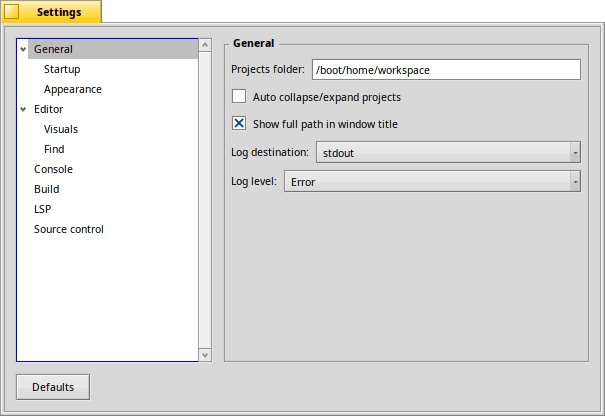 Settings
General
Startup
Appearance
Editor
Visuals
Find
Console
Build
LSP
Source control
General
Projects folder: /boot/home/workspace
Auto collapse/expand projects
Show full path in window title
Log destination: stdout
Log level: Error
Defaults